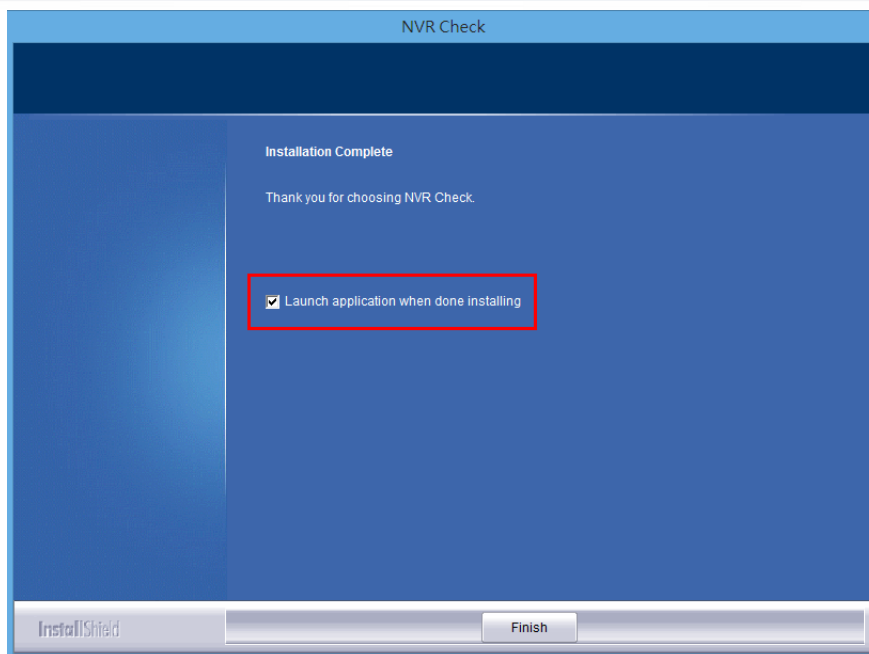 NVR Check
Installation Complete
Thank you for choosing NVR Check.
Launch application when done installing
InstallShield
Finish